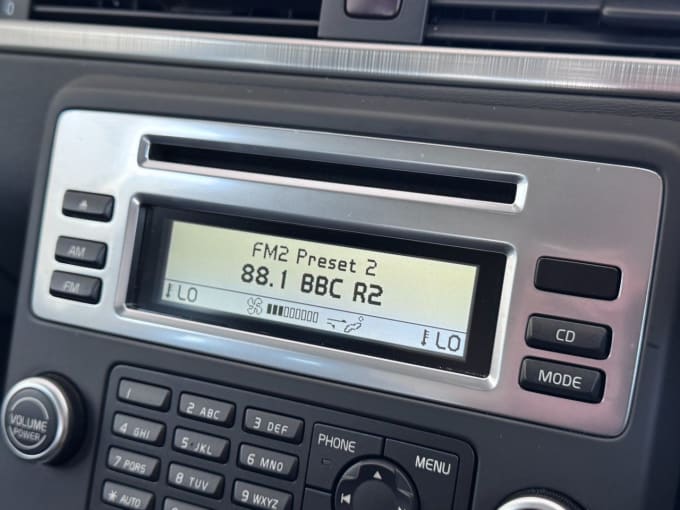 0
AM
FM
FM2 Preset 2
88.1 BBC R2
LO
LO
CD
MODE
VOLUME
POWER
1
2 ABC
3 DEF
4 GHI
5 JKL
6 MNO
7 PQRS
8 TUV
9 WXYZ
* AUTO
PHONE
MENU